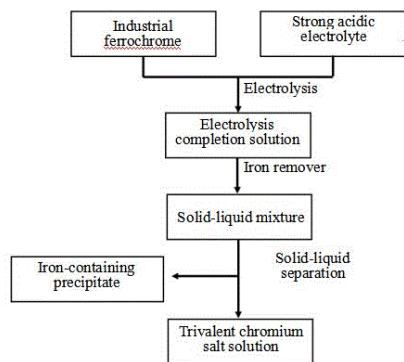 Industrial
ferrochrome
Strong acidic
electrolyte
Electrolysis
Electrolysis
completion solution
Iron remover
Solid-liquid mixture
Solid-liquid
separation
Iron-containing
precipitate
Trivalent chromium
salt solution